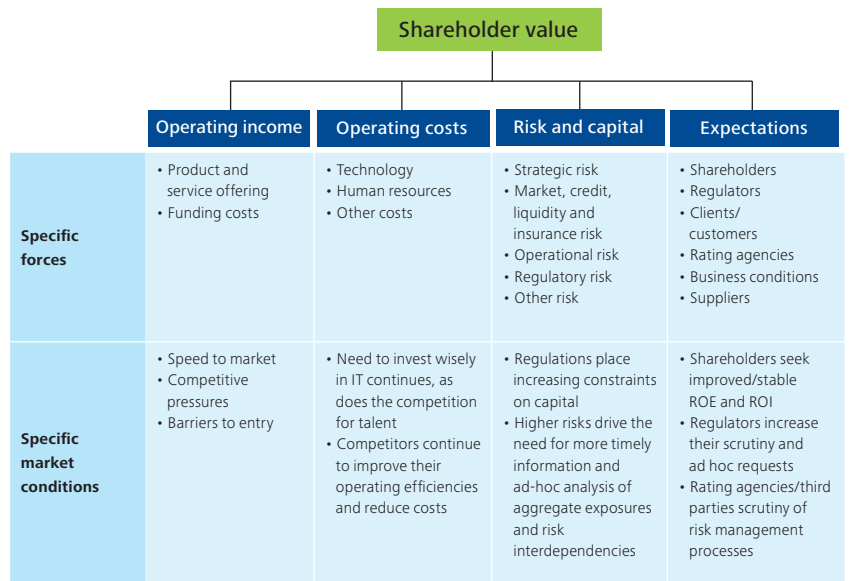 Shareholder value
Operating income
Operating costs
Risk and capital
Expectations
Specific
forces
• Product and
service offering
• Funding costs
• Technology
• Human resources
• Other costs
• Strategic risk
• Market, credit,
liquidity and
insurance risk
• Operational risk
• Regulatory risk
• Other risk
• Shareholders
• Regulators
• Clients/
customers
• Rating agencies
• Business conditions
• Suppliers
Specific
market
conditions
• Speed to market
• Competitive
pressures
• Barriers to entry
• Need to invest wisely
in IT continues, as
does the competition
for talent
• Competitors continue
to improve their
operating efficiencies
and reduce costs
• Regulations place
increasing constraints
on capital
• Higher risks drive the
need for more timely
information and
ad-hoc analysis of
aggregate exposures
and risk
interdependencies
• Shareholders seek
improved/stable
ROE and ROI
• Regulators increase
their scrutiny and
ad hoc requests
• Rating agencies/third
parties scrutiny of
risk management
processes